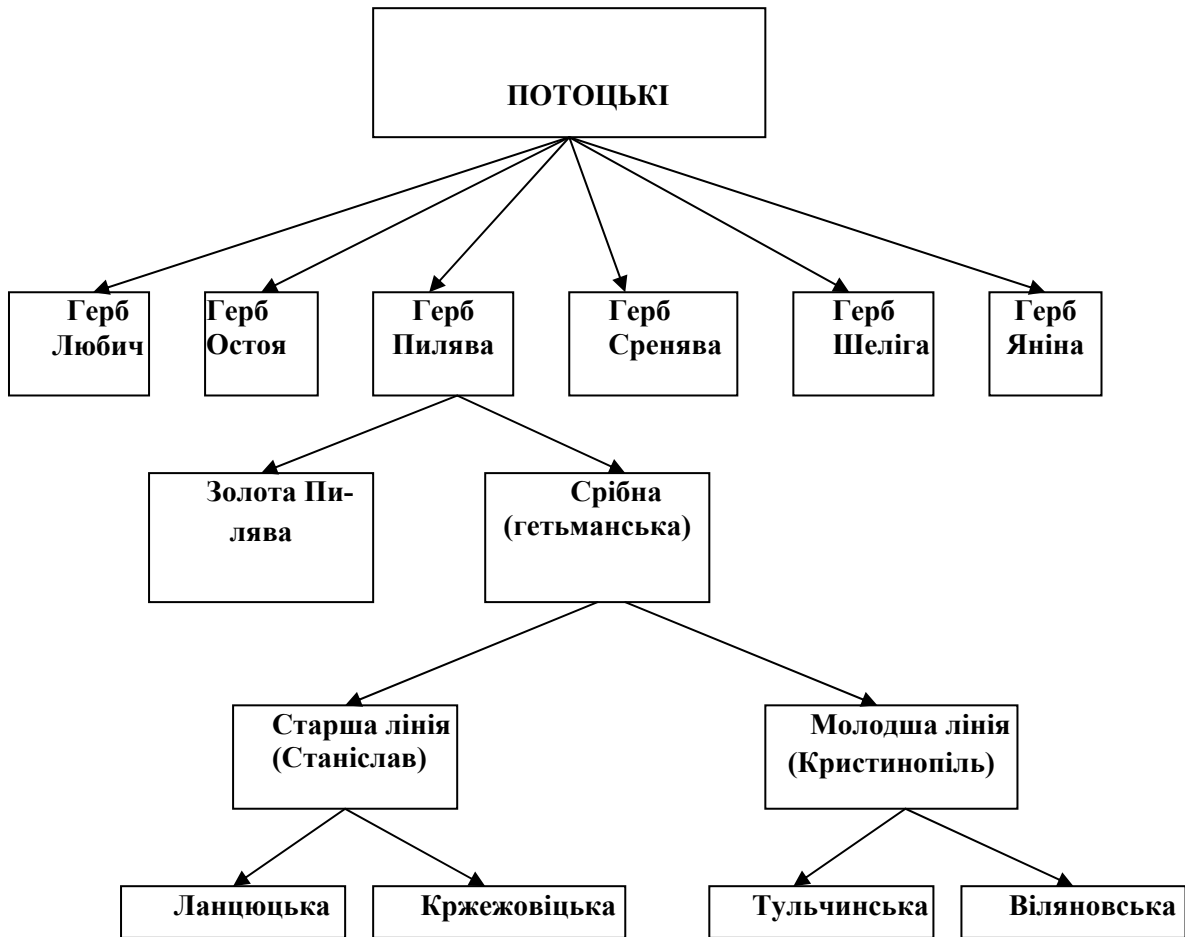 ПОТОЦЬКІ
Герб
Любич
Герб
Остоя
Герб
Пилява
Герб
Сренява
Герб
Шеліга
Герб
Яніна
Золота Пи-
лява
Срібна
(гетьманська)
Старша лінія
(Станіслав)
Молодша лінія
(Кристинопіль)
Ланцюцька
Кржежовіцька
Тульчинська
Віляновська